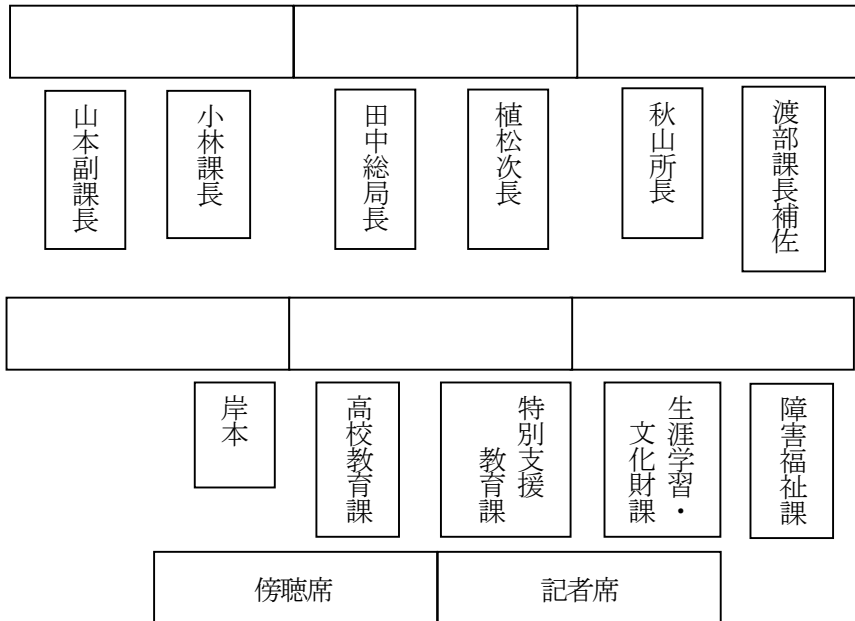 山本副課長
小林課長
田中総局長
植松次長
秋山所長
渡部課長補佐
岸本
高校教育課
特別支援
教育課
生涯学習・
文化財課
障害福祉課
傍聴席
記者席